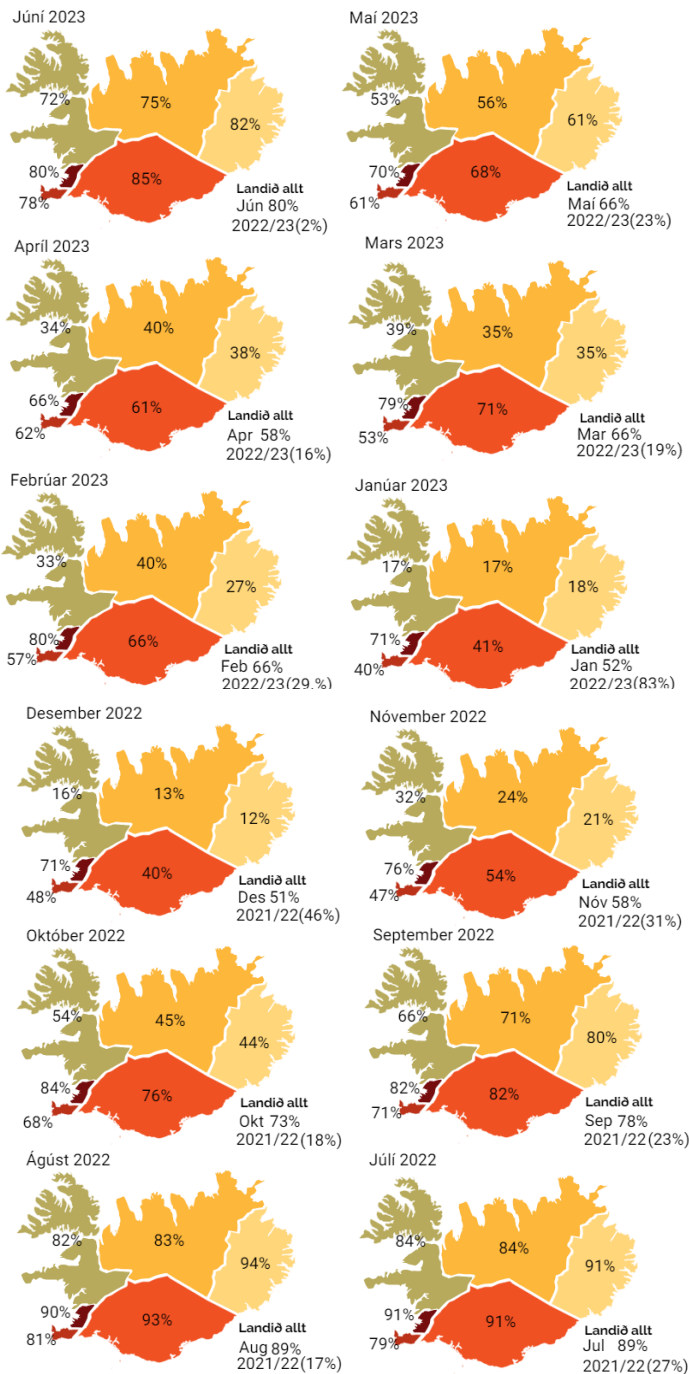 Júní 2023
72%
75%
82%
80%
78%
85%
Landið allt
Jún 80%
2022/23(2%)
Maí 2023
53%
56%
61%
70%
61%
68%
Landið allt
Maí 66%
2022/23(23%)
Apríl 2023
34%
40%
38%
66%
62%
61%
Landið allt
Apr 58%
2022/23(16%)
Mars 2023
39%
35%
35%
79%
53%
71%
Landið allt
Mar 66%
2022/23(19%)
Febrúar 2023
33%
40%
27%
80%
57%
66%
Landið allt
Feb 66%
2022/23(29.%)
Janúar 2023
17%
17%
18%
71%
40%
41%
Landið allt
Jan 52%
2022/23(83%)
Desember 2022
16%
13%
12%
71%
48%
40%
Landið allt
Des 51%
2021/22(46%)
Nóvember 2022
32%
24%
21%
76%
47%
54%
Landið allt
Nóv 58%
2021/22(31%)
Október 2022
54%
45%
44%
84%
68%
76%
Landið allt
Okt 73%
2021/22(18%)
September 2022
66%
71%
80%
82%
71%
82%
Landið allt
Sep 78%
2021/22(23%)
Ágúst 2022
82%
83%
94%
90%
81%
93%
Landið allt
Aug 89%
2021/22(17%)
Júlí 2022
84%
84%
91%
91%
79%
91%
Landið allt
Jul 89%
2021/22(27%)